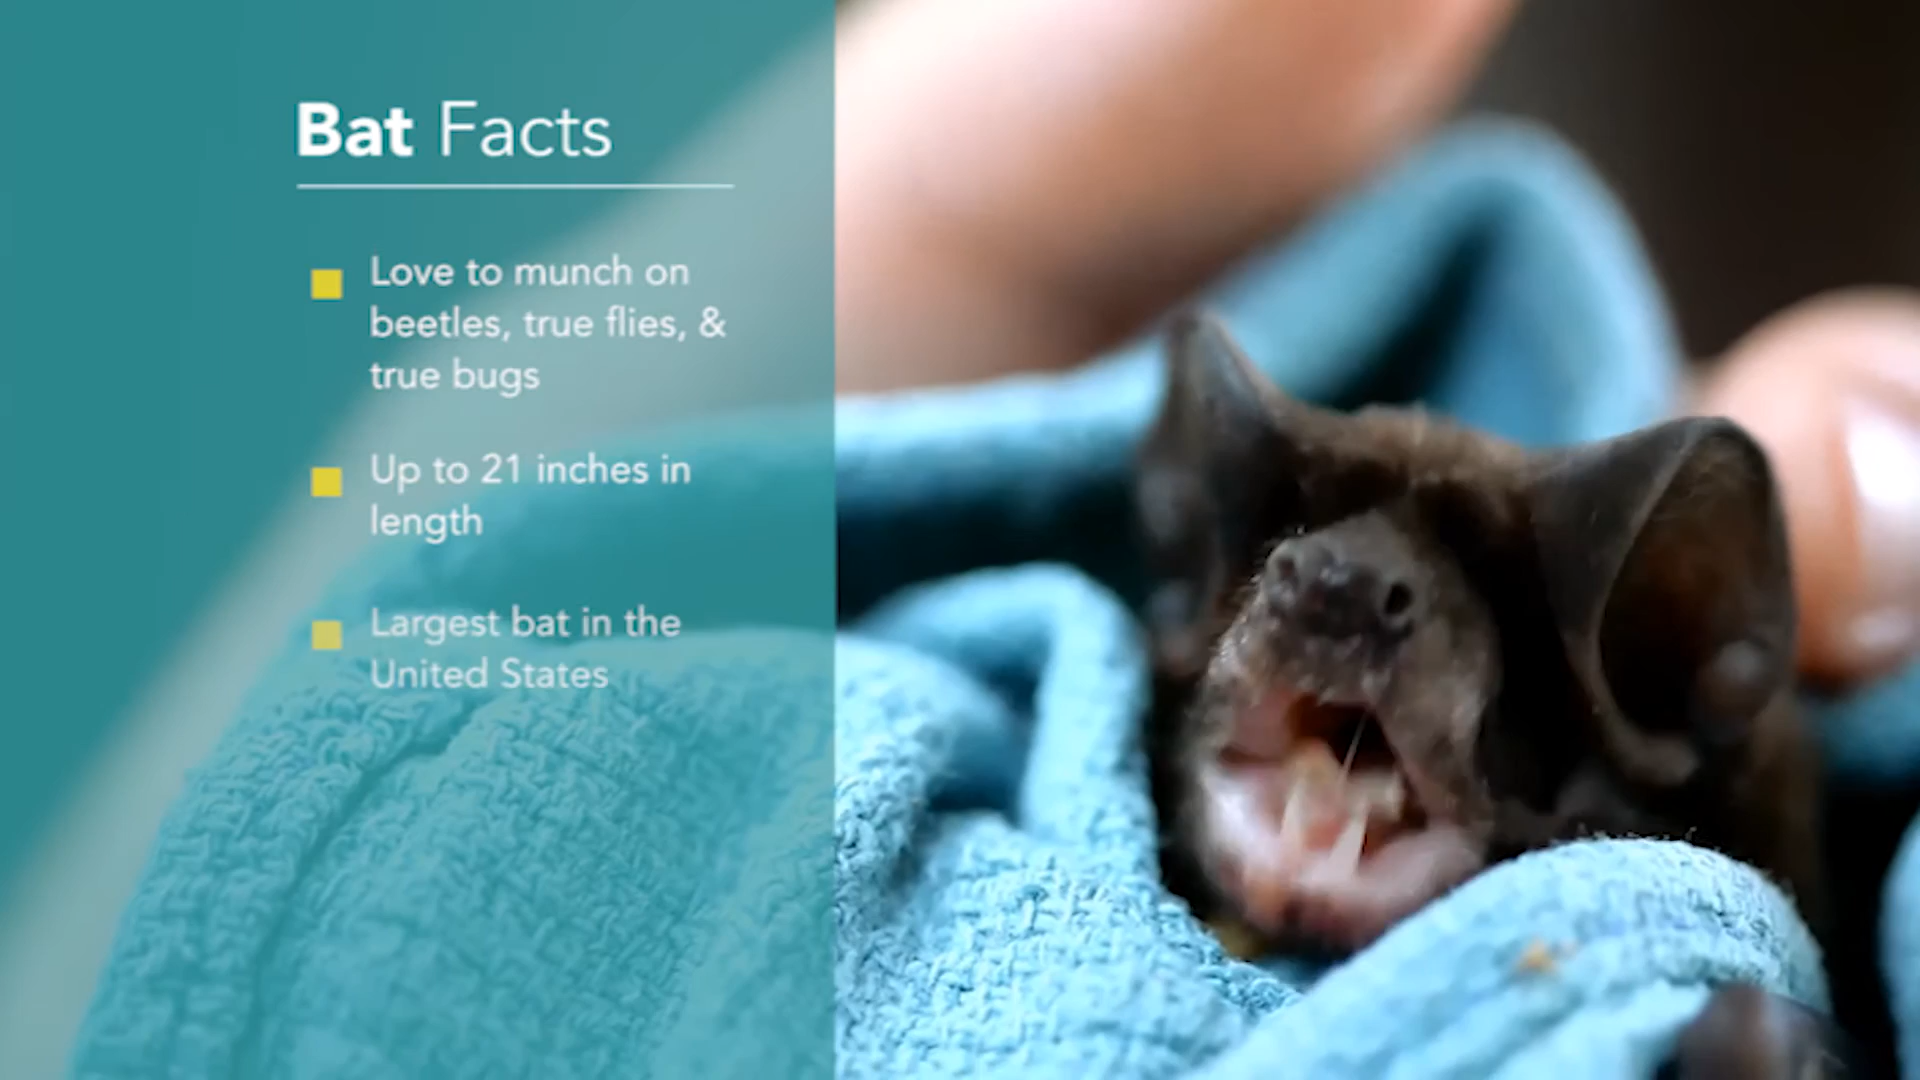 Bat Facts
Love to munch on
beetles, true flies, &
true bugs
Up to 21 inches in
length
Largest bat in the
United States